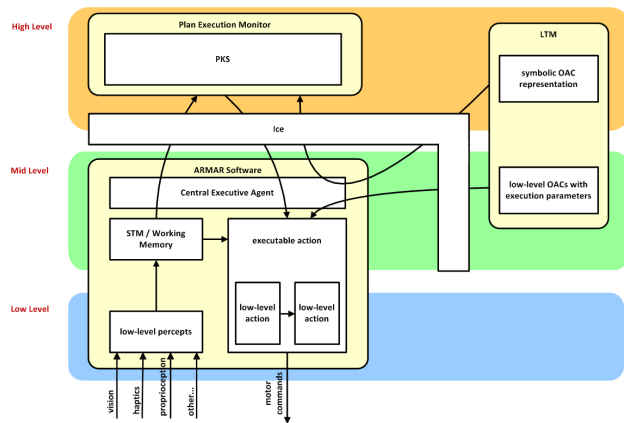 High Level
Plan Execution Monitor
PKS
LTM
symbolic OAC
representation
Ice
Mid Level
ARMAR Software
Central Executive Agent
low-level OACs with
execution parameters
STM / Working
Memory
executable action
Low Level
low-level
action
low-level
action
low-level percepts
vision
haptics
proprioception
other...
motor
commands